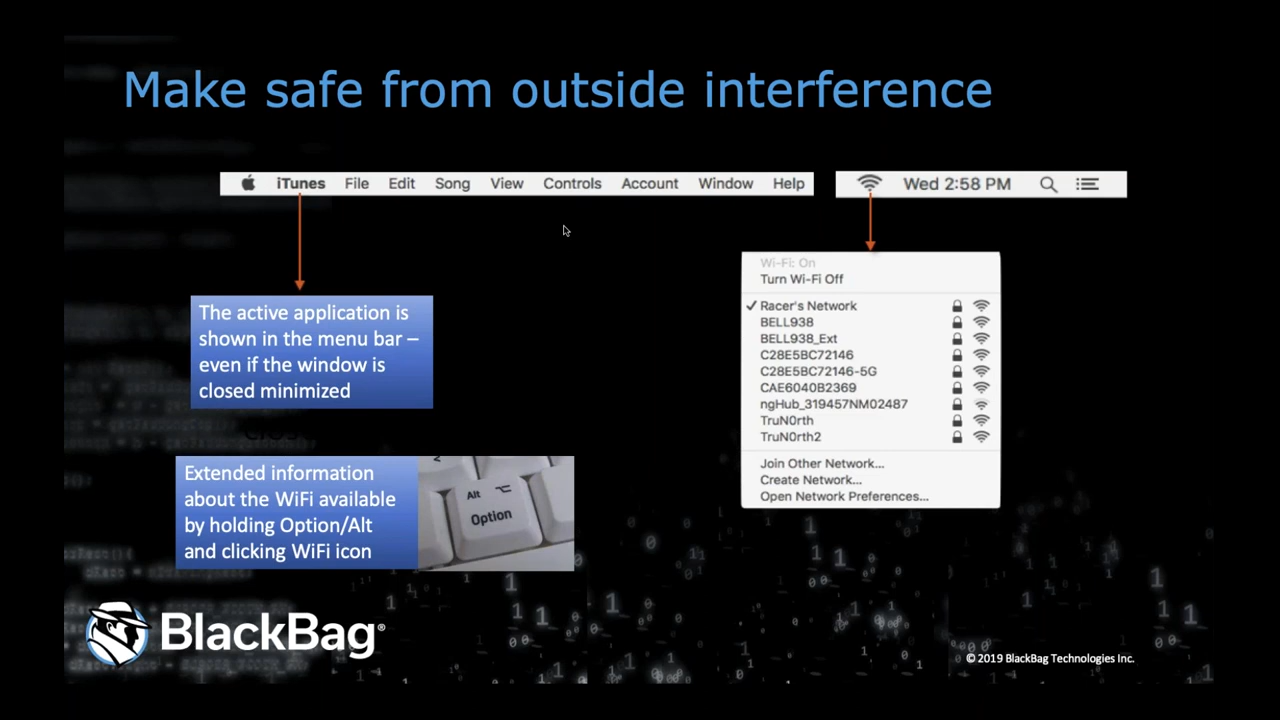 Make safe from outside interference
iTunes File Edit Song View Controls Account Window Help
Wed 2:58 PM
The active application is
shown in the menu bar –
even if the window is
closed minimized
Extended information
about the WiFi available
by holding Option/Alt
and clicking WiFi icon
Alt
Option
Wi-Fi: On
Turn Wi-Fi Off
✓ Racer's Network
BELL938
BELL938_Ext
C28E5BC72146
C28E5BC72146-5G
CAE6040B2369
ngHub_319457NM02487
TruN0rth
TruN0rth2
Join Other Network...
Create Network...
Open Network Preferences...
BlackBag®
© 2019 BlackBag Technologies Inc.